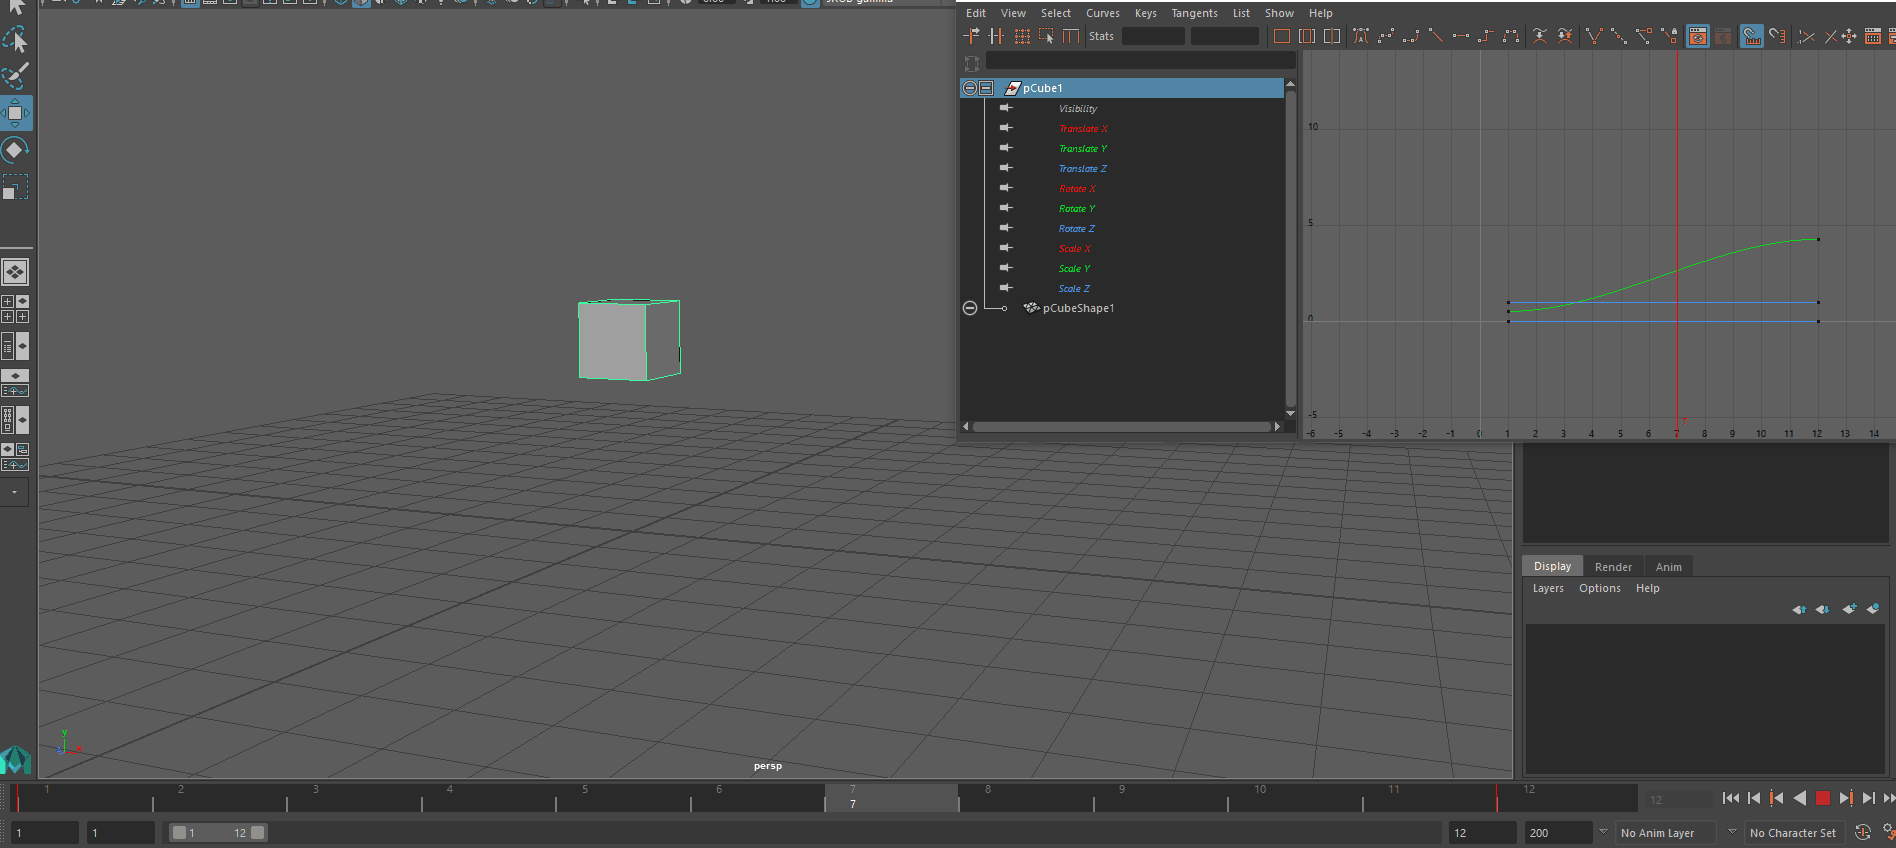 Edit View Select Curves Keys Tangents List Show Help
Stats
pCube1
Visibility
Translate X
Translate Y
Translate Z
Rotate X
Rotate Y
Rotate Z
Scale X
Scale Y
Scale Z
pCubeShape1
10
5
0
-5
-6 -5 -4 -3 -2 -1 0 1 2 3 4 5 6 7 8 9 10 11 12 13 14
7
Display Render Anim
Layers Options Help
y
x
persp
1 2 3 4 5 6 7 8 9 10 11 12
7
12
1 1 1 12 12 200 No Anim Layer No Character Set